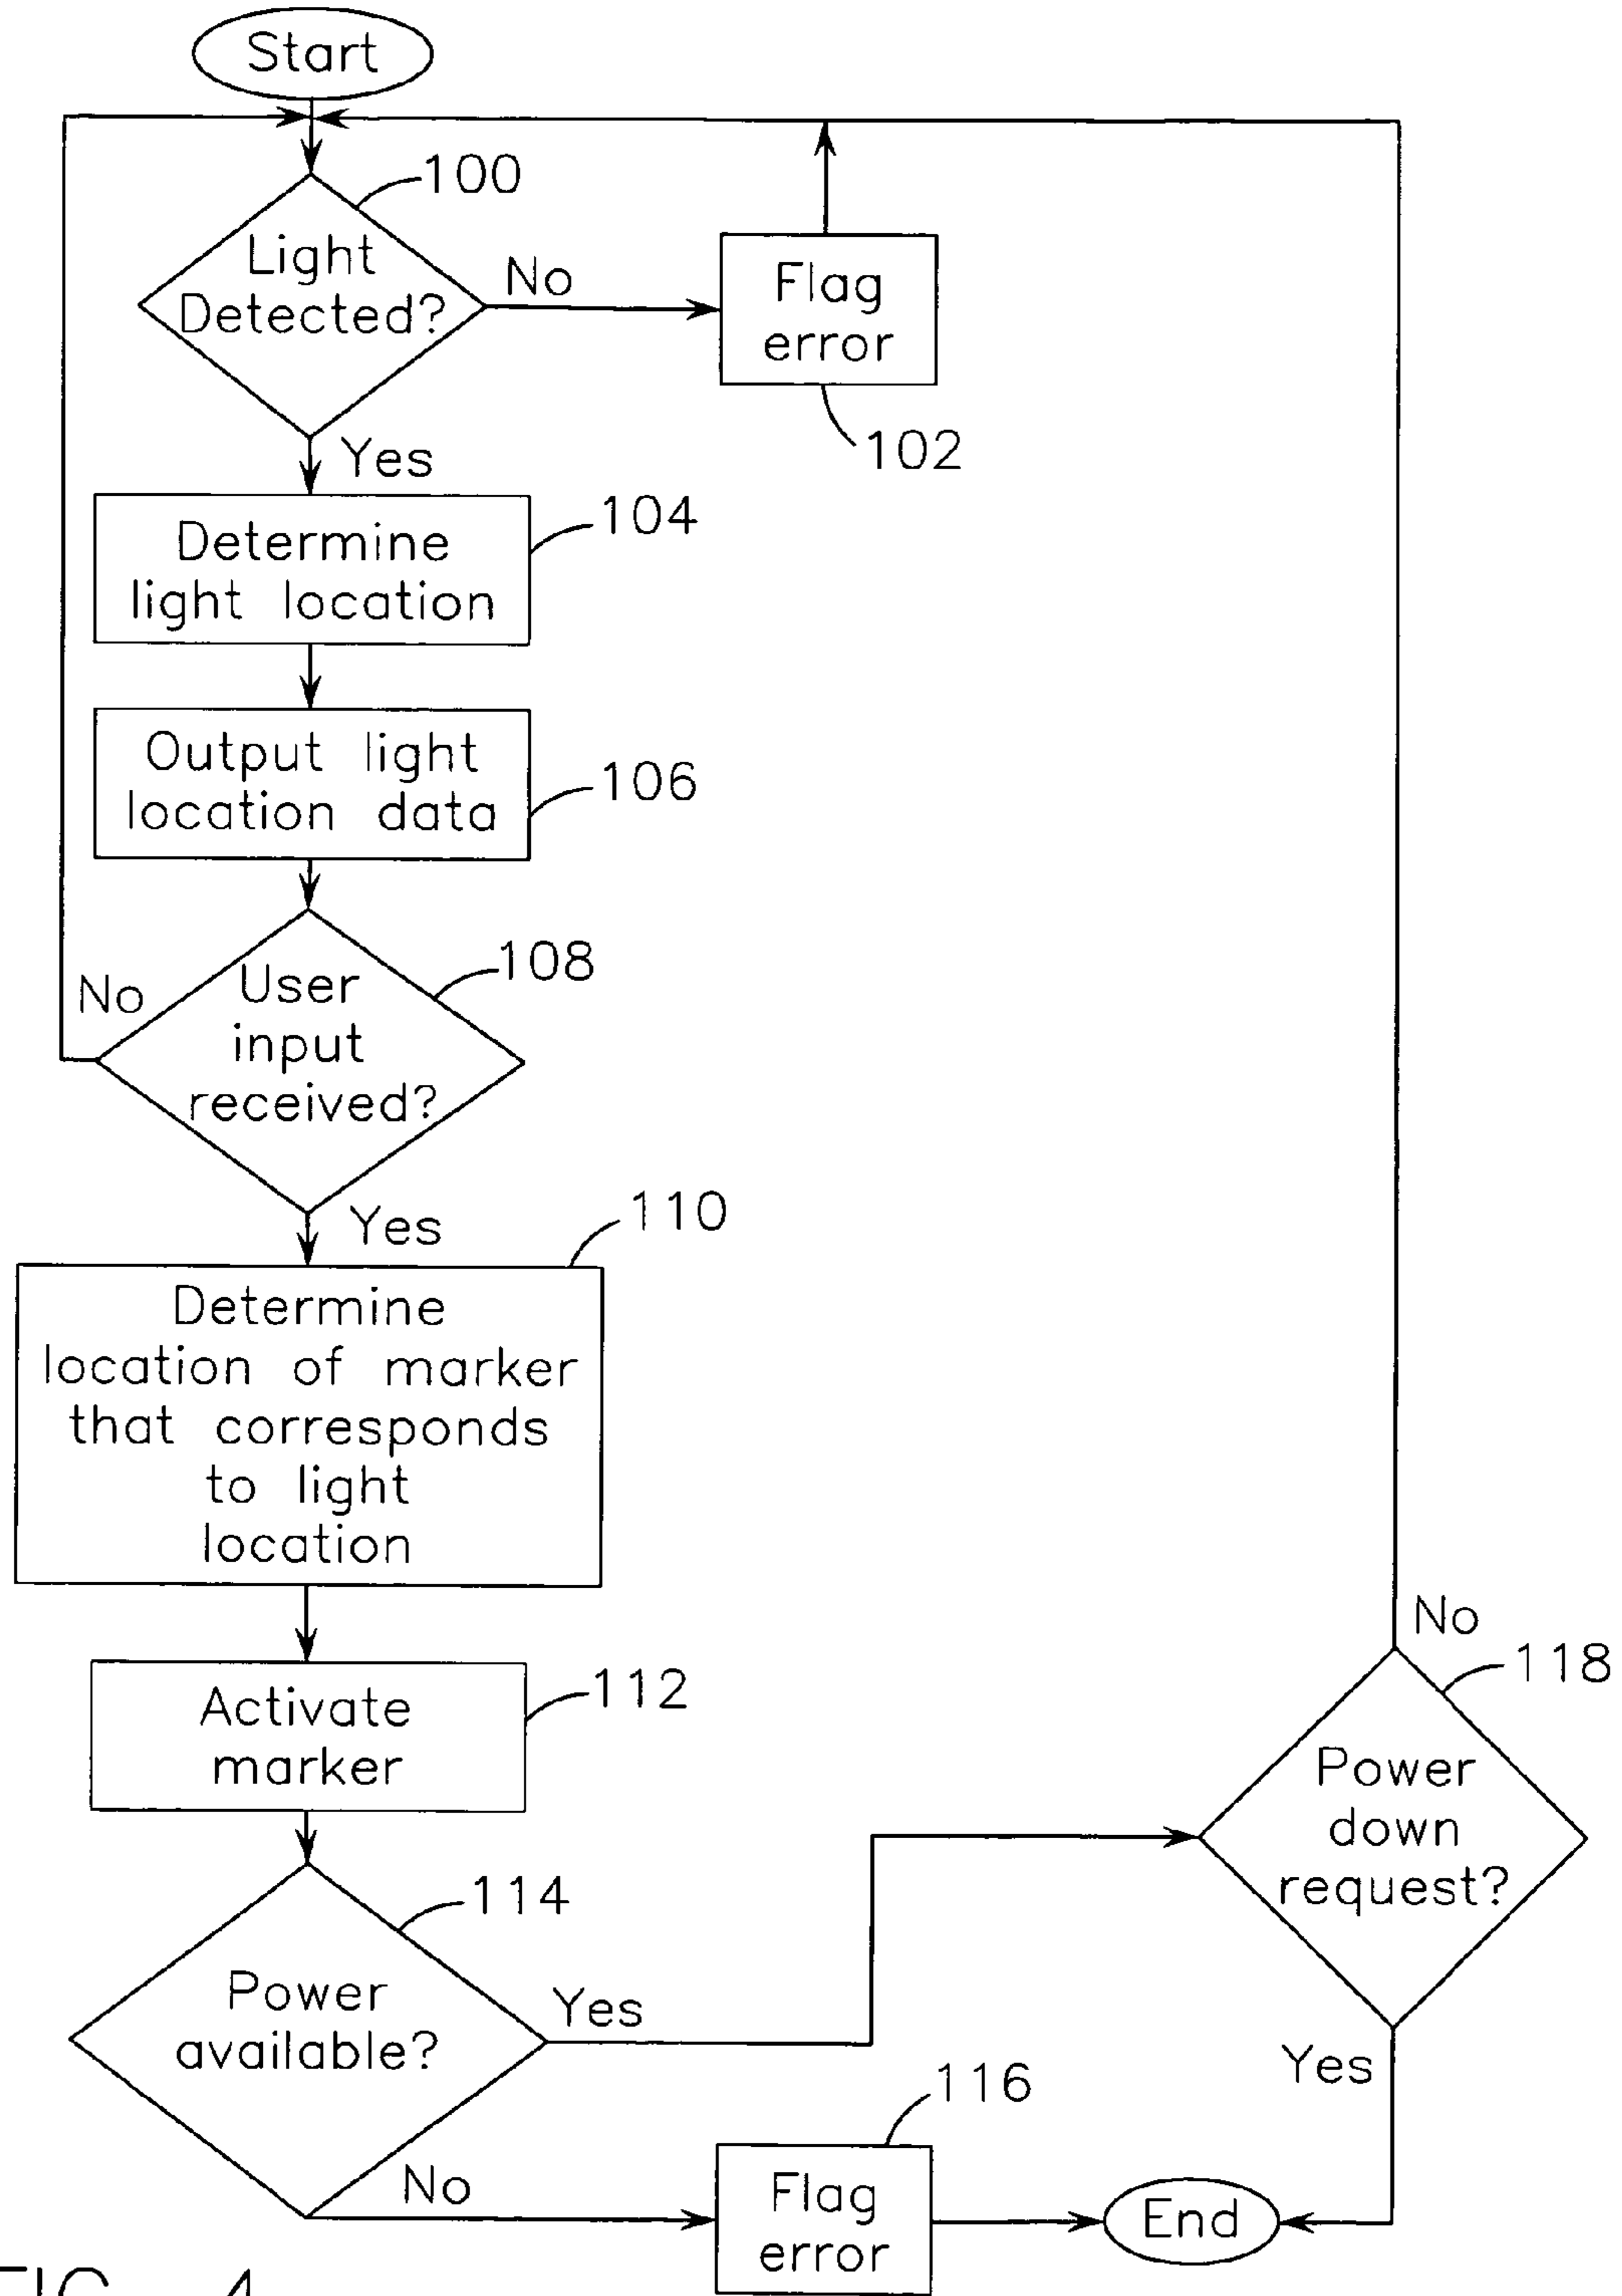 Start
100
Light
Detected?
No
Flag
error
102
Yes
104
Determine
light location
106
Output light
location data
108
No
User
input
received?
Yes
110
Determine
location of marker
that corresponds
to light
location
No
118
112
Activate
marker
Power
down
request?
114
Power
available?
Yes
Yes
116
No
Flag
error
End
FIG. 4